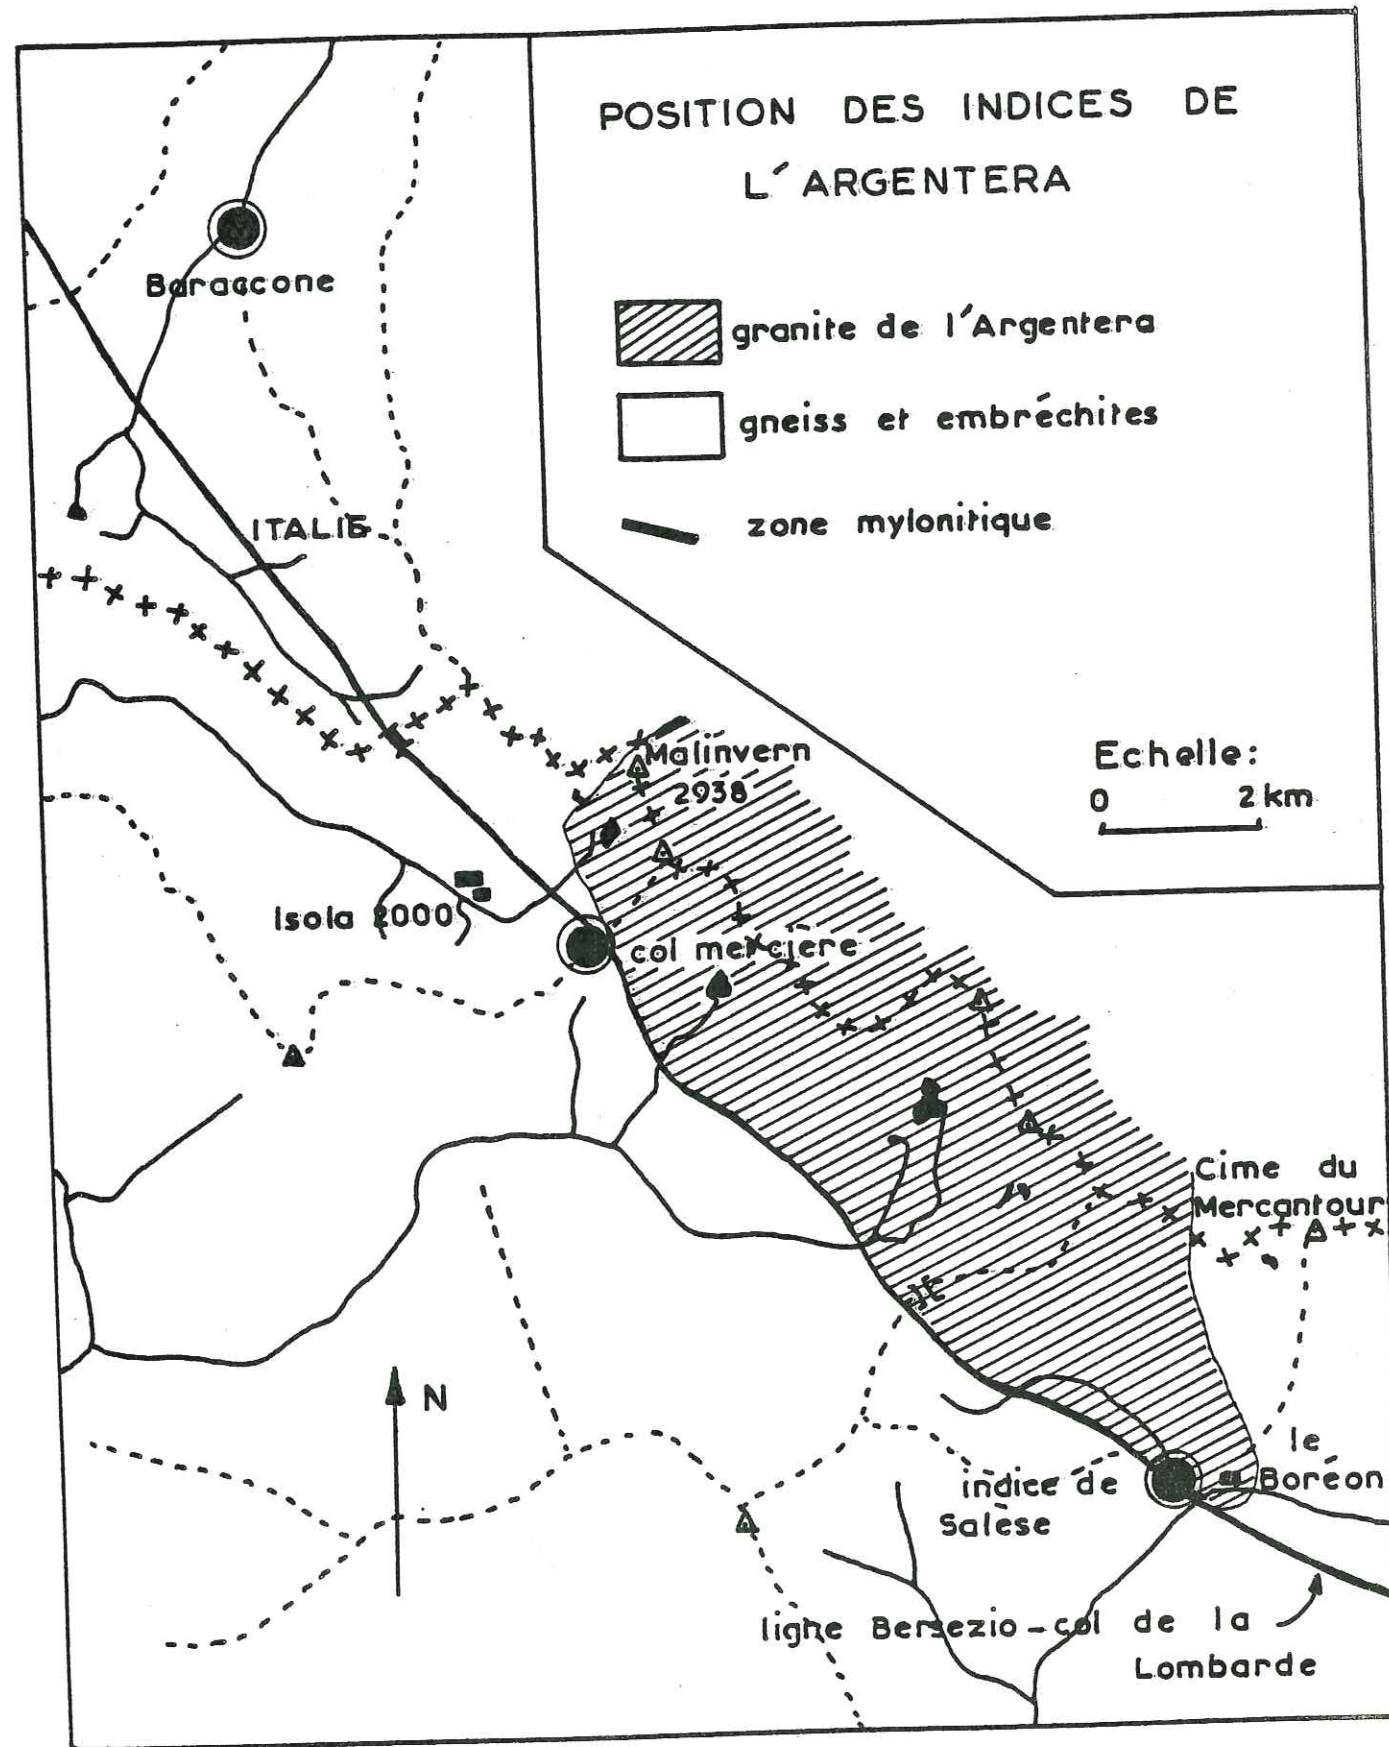 POSITION DES INDICES DE
L'ARGENTERA
granite de l'Argentera
gneiss et embréchites
zone mylonitique
Echelle:
0 2 km
Baraccone
ITALIE
Malinvern
2938
Isola 2000
col mercière
Cime du
Mercantour
N
le
Boréon
indice de
Salèse
ligne Bersezio-col de la
Lombarde